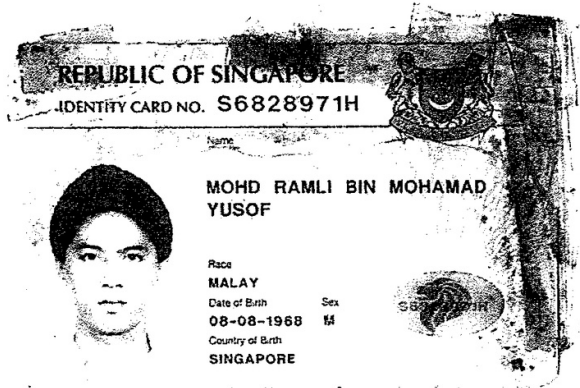 REPUBLIC OF SINGAPORE
IDENTITY CARD NO. S6828971H
Name
MOHD RAMLI BIN MOHAMAD
YUSOF
Race
MALAY
Date of Birth Sex
08-08-1968 M
Country of Birth
SINGAPORE